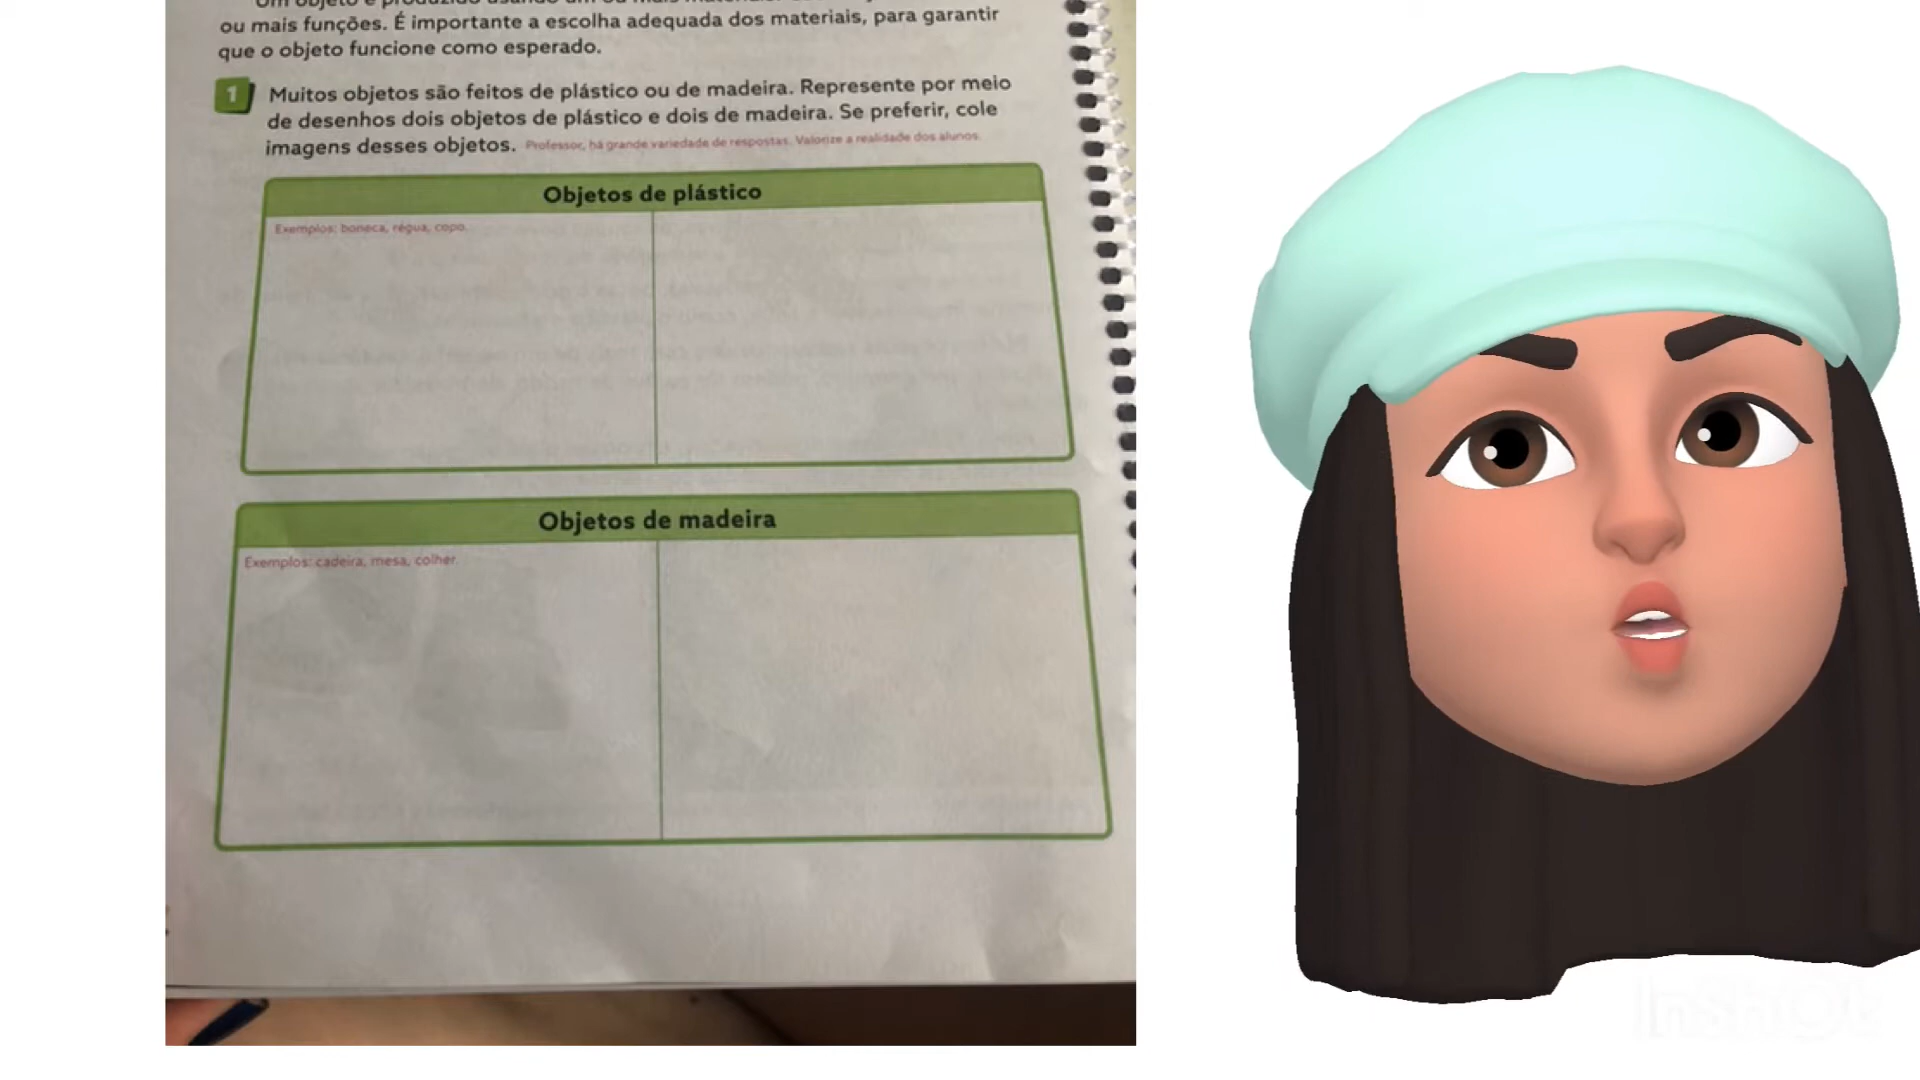 ou mais funções. É importante a escolha adequada dos materiais, para garantir
que o objeto funcione como esperado.
1 Muitos objetos são feitos de plástico ou de madeira. Represente por meio
de desenhos dois objetos de plástico e dois de madeira. Se preferir, cole
imagens desses objetos. Professor, há grande variedade de respostas. Valorize a realidade dos alunos.
Objetos de plástico
Exemplos: boneca, régua, copo.
Objetos de madeira
Exemplos: cadeira, mesa, colher.
InShOt